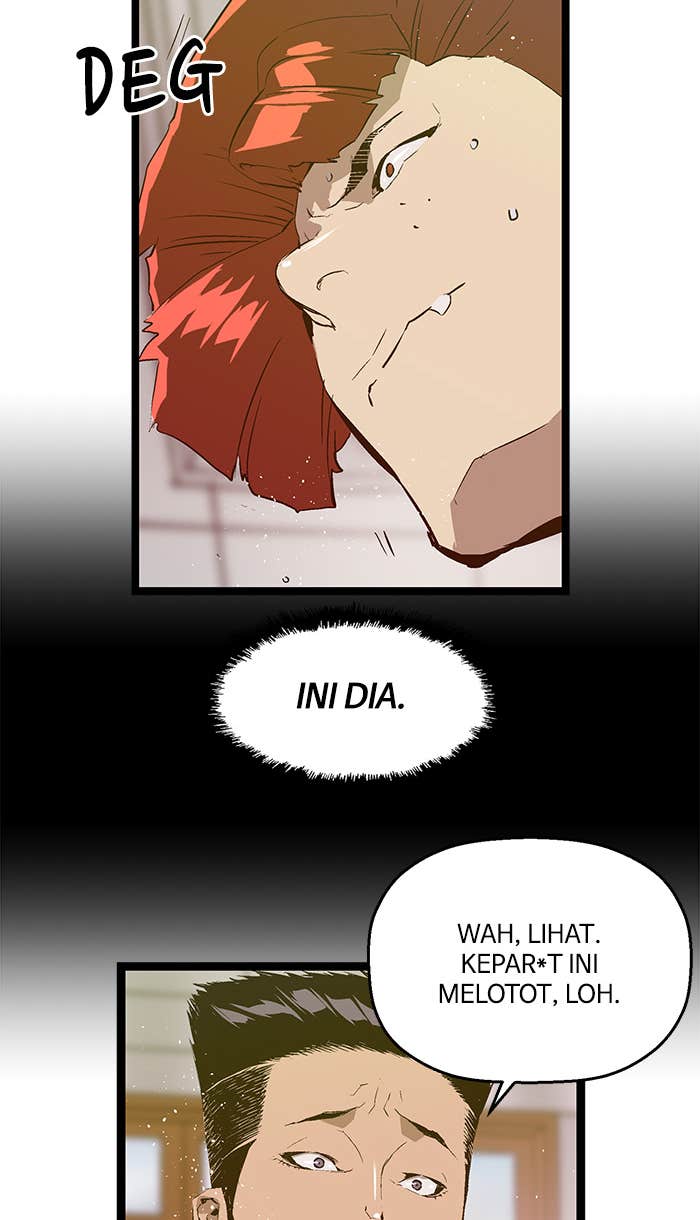 DEG
INI DIA.
WAH, LIHAT.
KEPAR*T INI
MELOTOT, LOH.